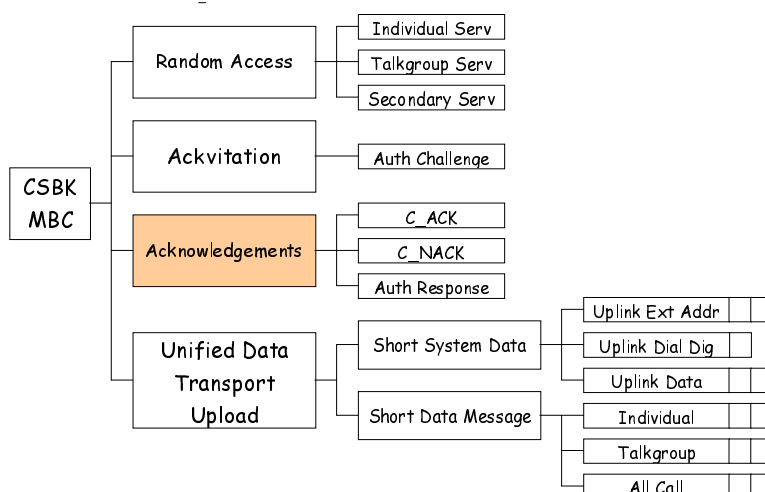 CSBK
MBC
Random Access
Individual Serv
Talkgroup Serv
Secondary Serv
Ackvitation
Auth Challenge
Acknowledgements
C_ACK
C_NACK
Auth Response
Unified Data
Transport
Upload
Short System Data
Uplink Ext Addr
Uplink Dial Dig
Uplink Data
Short Data Message
Individual
Talkgroup
All Call